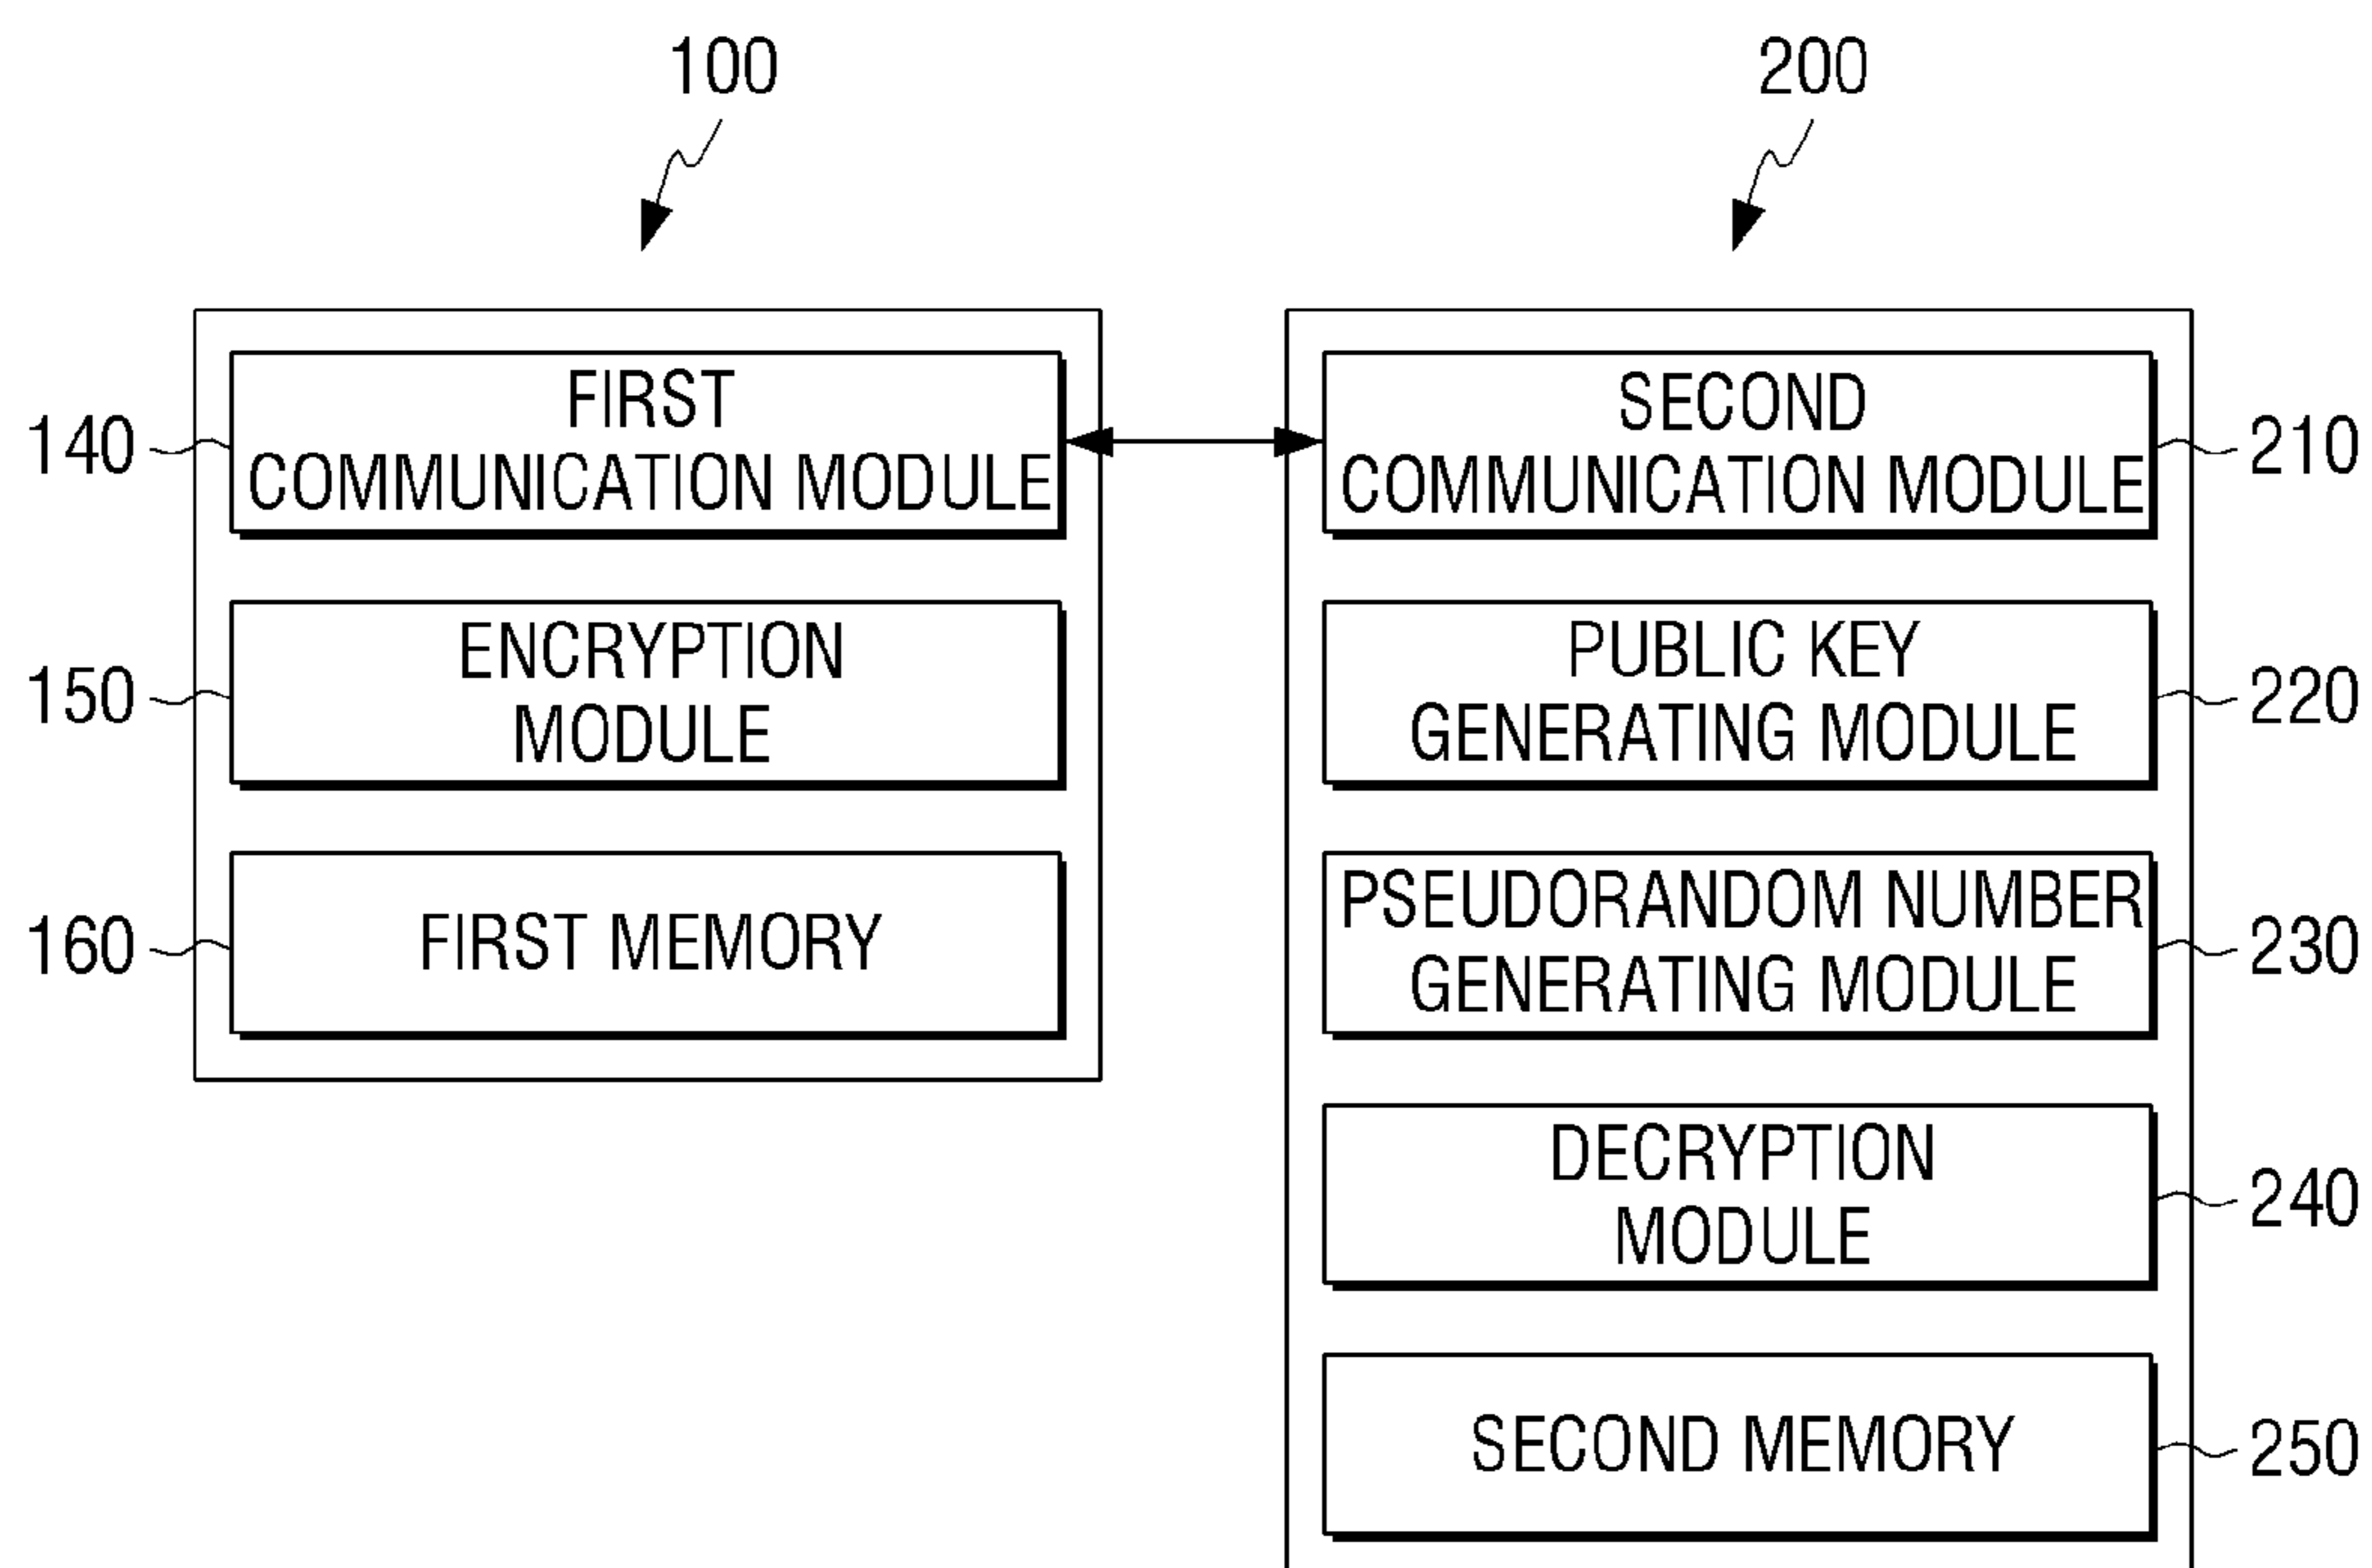 100
200
140
FIRST
COMMUNICATION MODULE
150
ENCRYPTION
MODULE
160
FIRST MEMORY
SECOND
COMMUNICATION MODULE
210
PUBLIC KEY
GENERATING MODULE
220
PSEUDORANDOM NUMBER
GENERATING MODULE
230
DECRYPTION
MODULE
240
SECOND MEMORY
250